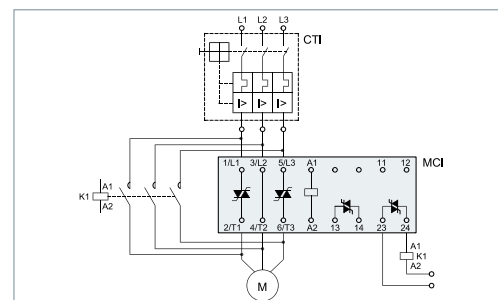 L1 L2 L3
CTI
I> I> I>
1/L1 3/L2 5/L3 A1 11 12
MCI
A1
K1
A2
2/T1 4/T2 6/T3 A2 13 14 23 24
A1
K1
A2
M